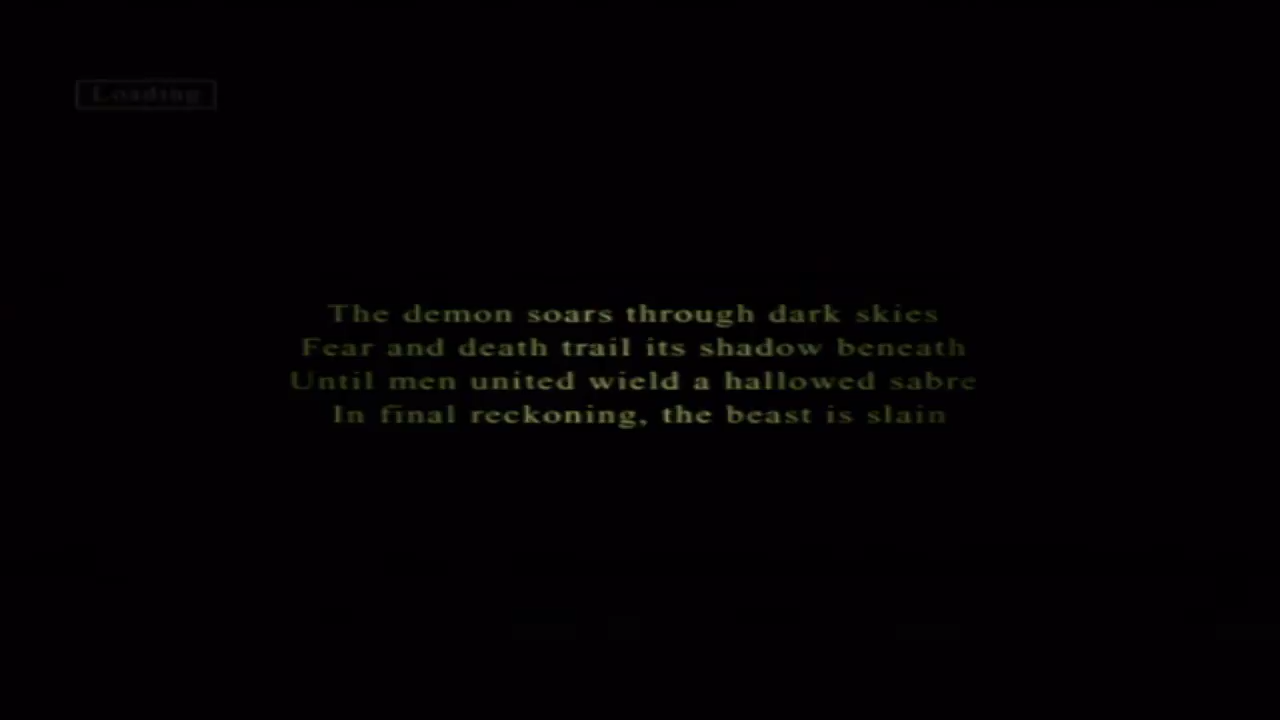 Loading
The demon soars through dark skies
Fear and death trail its shadow beneath
Until men united wield a hallowed sabre
In final reckoning, the beast is slain